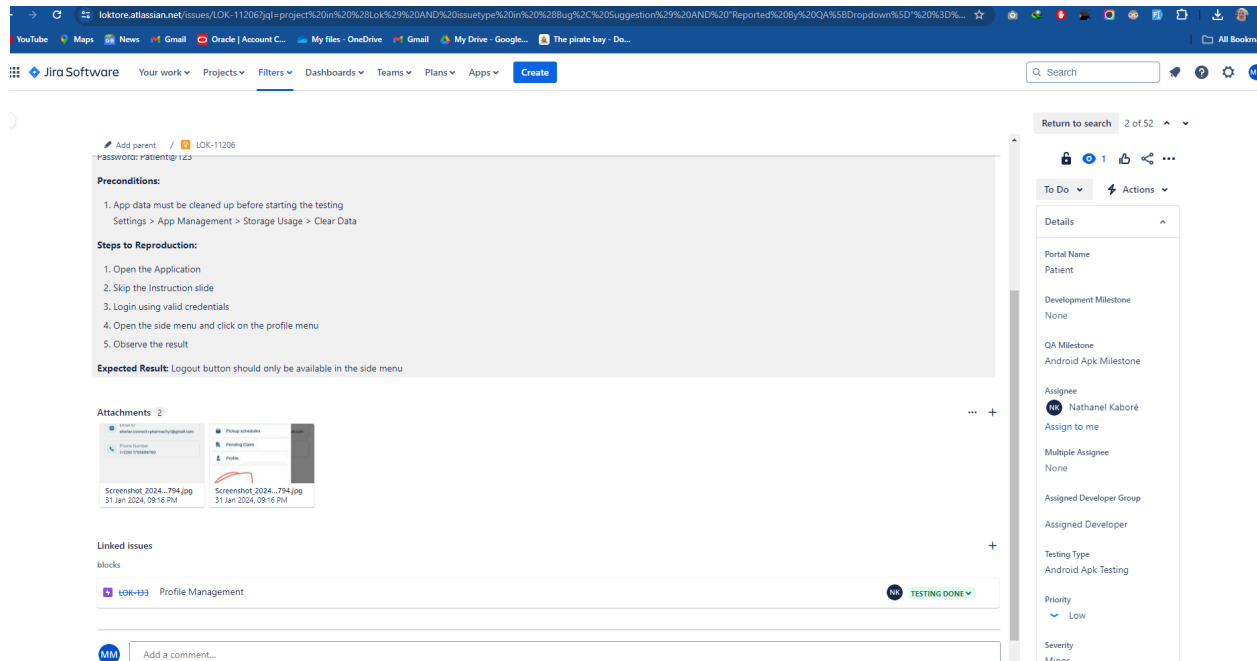 loktore.atlassian.net/issues/LOK-11206?jql=project%20in%20%28Lok%29%20AND%20issuetype%20in%20%28Bug%2C%20Suggestion%29%20AND%20"Reported%20By%20QA%5BDropdown%5D"%20%3D%...
YouTube Maps News Gmail Oracle | Account C... My files - OneDrive Gmail My Drive - Google... The pirate bay - Do... All Bookm
Jira Software Your work Projects Filters Dashboards Teams Plans Apps Create Search
Return to search 2 of 52
Add parent / LOK-11206
Password: Patient@123
Preconditions:
1. App data must be cleaned up before starting the testing
Settings > App Management > Storage Usage > Clear Data
Steps to Reproduction:
1. Open the Application
2. Skip the Instruction slide
3. Login using valid credentials
4. Open the side menu and click on the profile menu
5. Observe the result
Expected Result: Logout button should only be available in the side menu
Attachments 2
Email ID
Phone Number
Pickup schedules
Pending Claim
Profile
Screenshot_2024...794.jpg
31 Jan 2024, 09:16 PM
Screenshot_2024...794.jpg
31 Jan 2024, 09:16 PM
Linked issues
blocks
LOK-133 Profile Management NK TESTING DONE
MM Add a comment...
1
To Do Actions
Details
Portal Name
Patient
Development Milestone
None
QA Milestone
Android Apk Milestone
Assignee
NK Nathanel Kaboré
Assign to me
Multiple Assignee
None
Assigned Developer Group
Assigned Developer
Testing Type
Android Apk Testing
Priority
Low
Severity
Minor